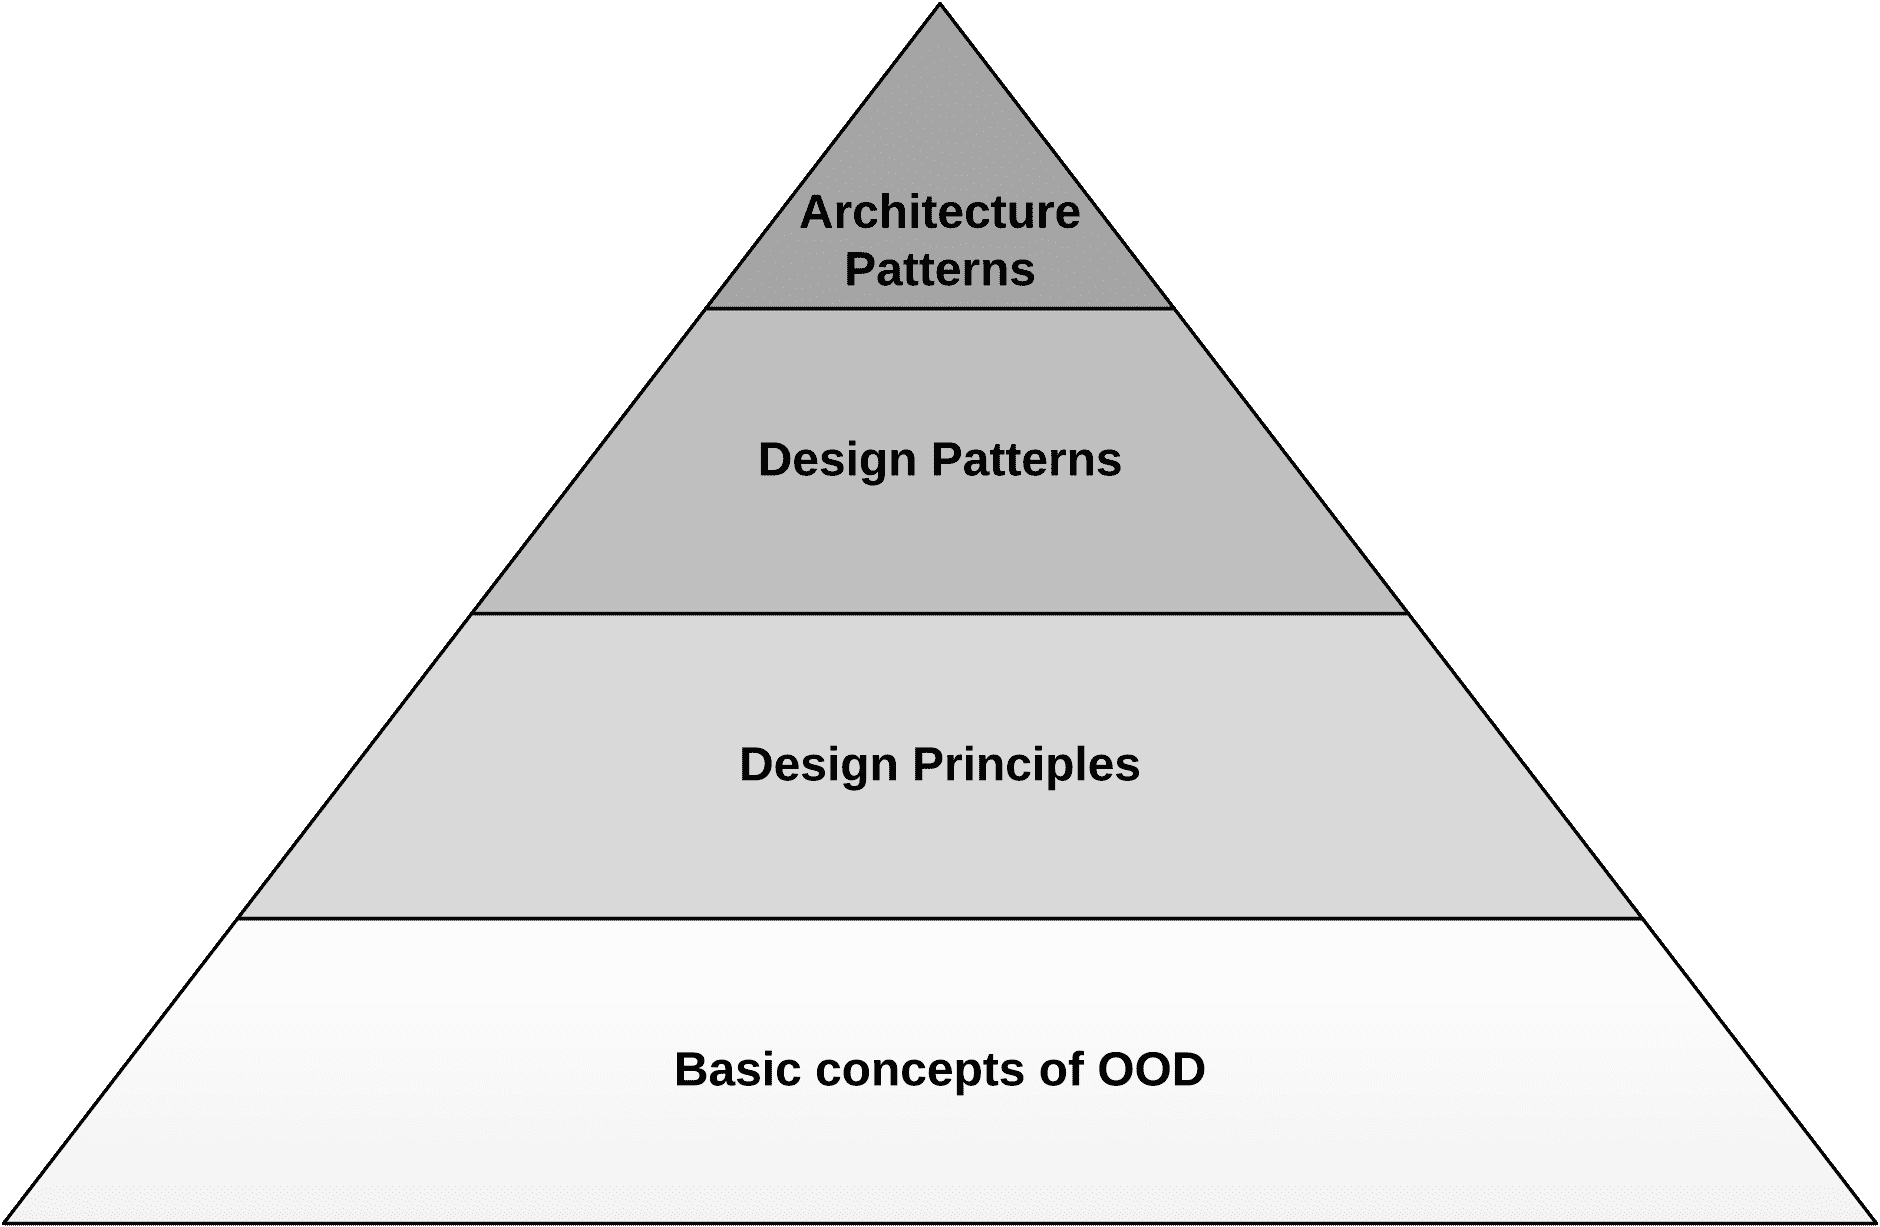 Architecture
Patterns
Design Patterns
Design Principles
Basic concepts of OOD